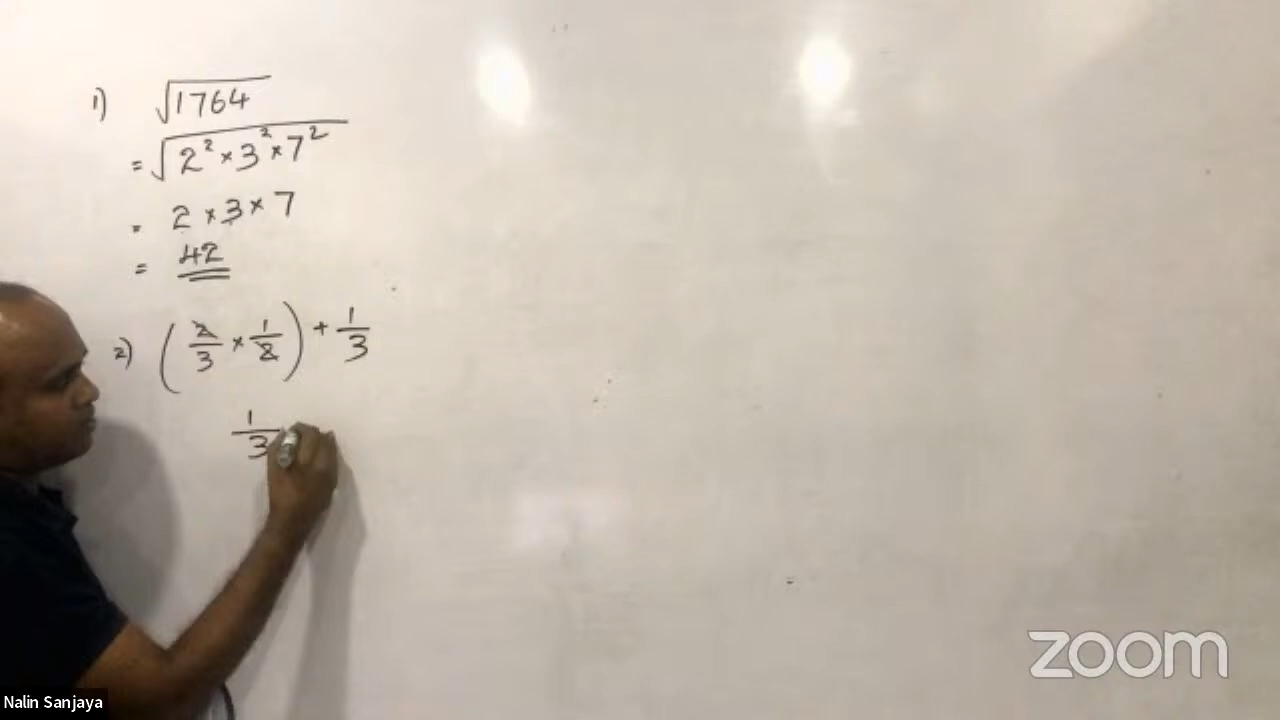 1) √1764
= √2² × 3² × 7²
= 2 × 3 × 7
= 42
2) (2/3 × 1/2) + 1/3
1/3
zoom
Nalin Sanjaya